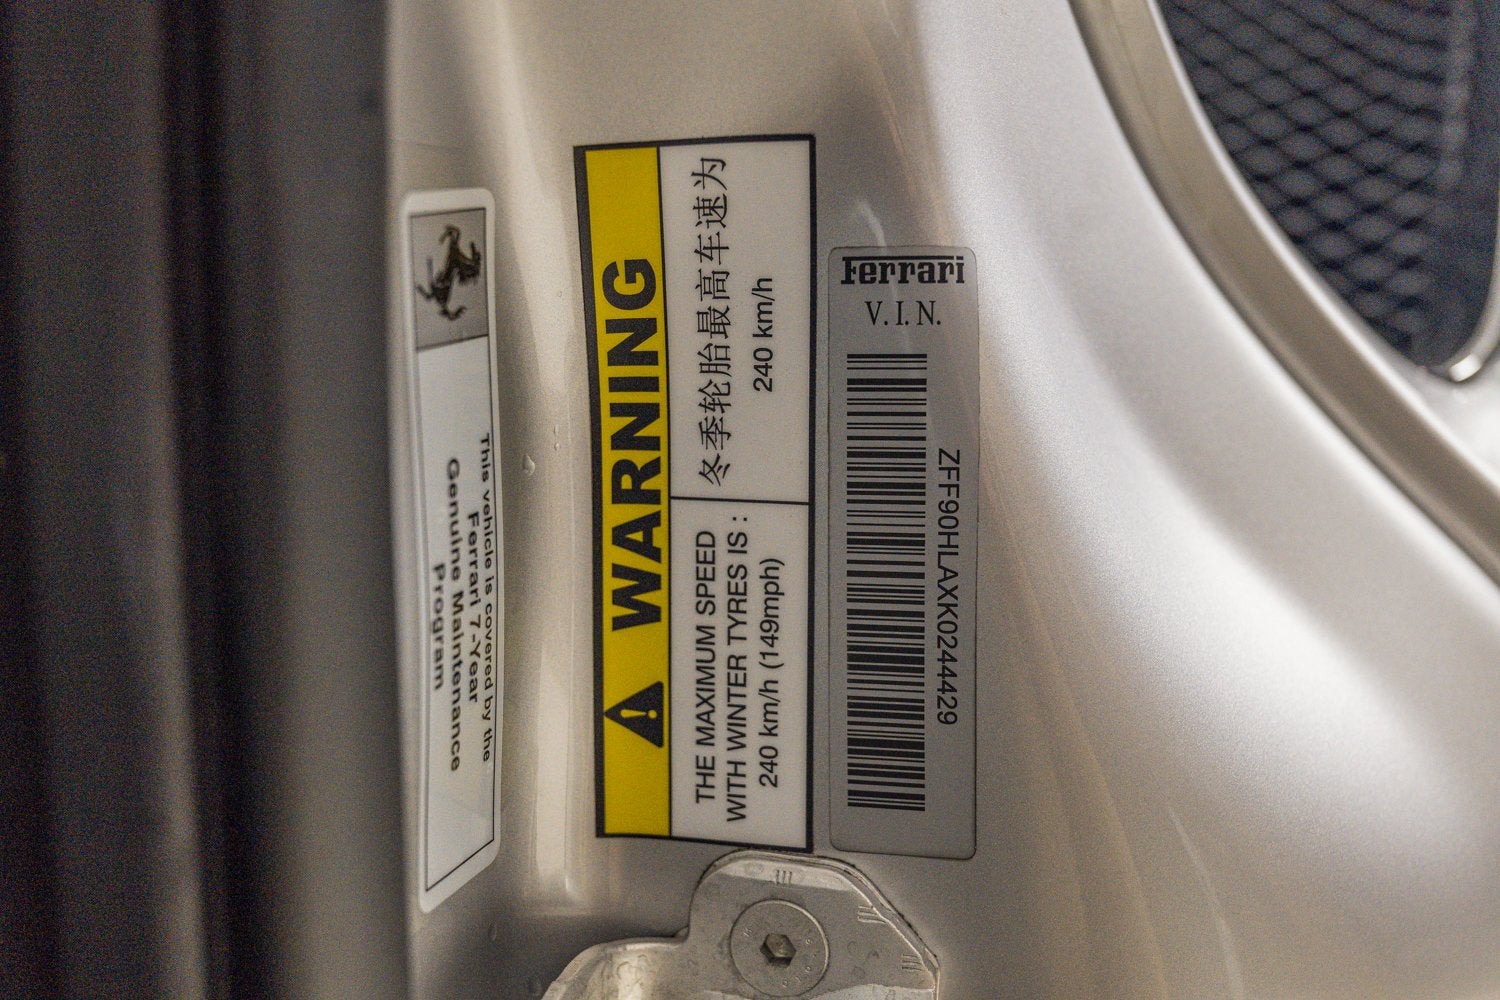 This vehicle is covered by the
Ferrari 7-Year
Genuine Maintenance
Program
WARNING
冬季轮胎最高车速为
240 km/h
THE MAXIMUM SPEED
WITH WINTER TYRES IS :
240 km/h (149mph)
Ferrari
V.I.N.
ZFF90HLAXK0244429